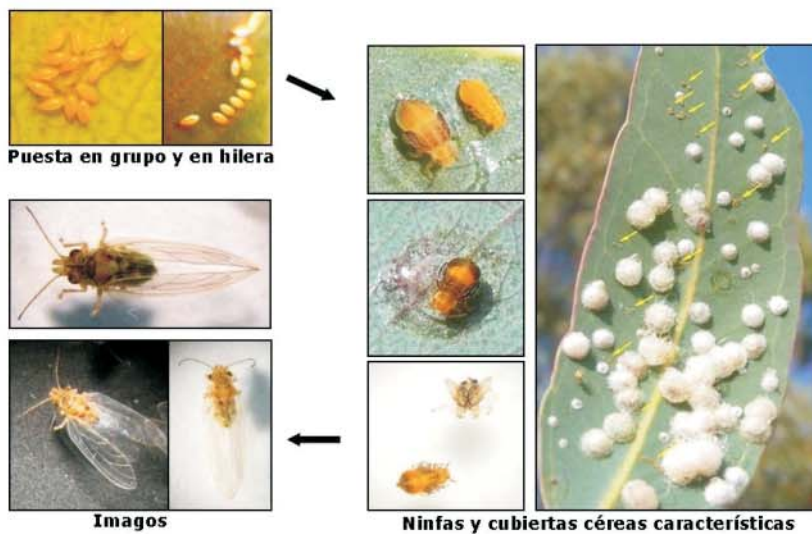 Puesta en grupo y en hilera
Imagos
Ninfas y cubiertas céreas características